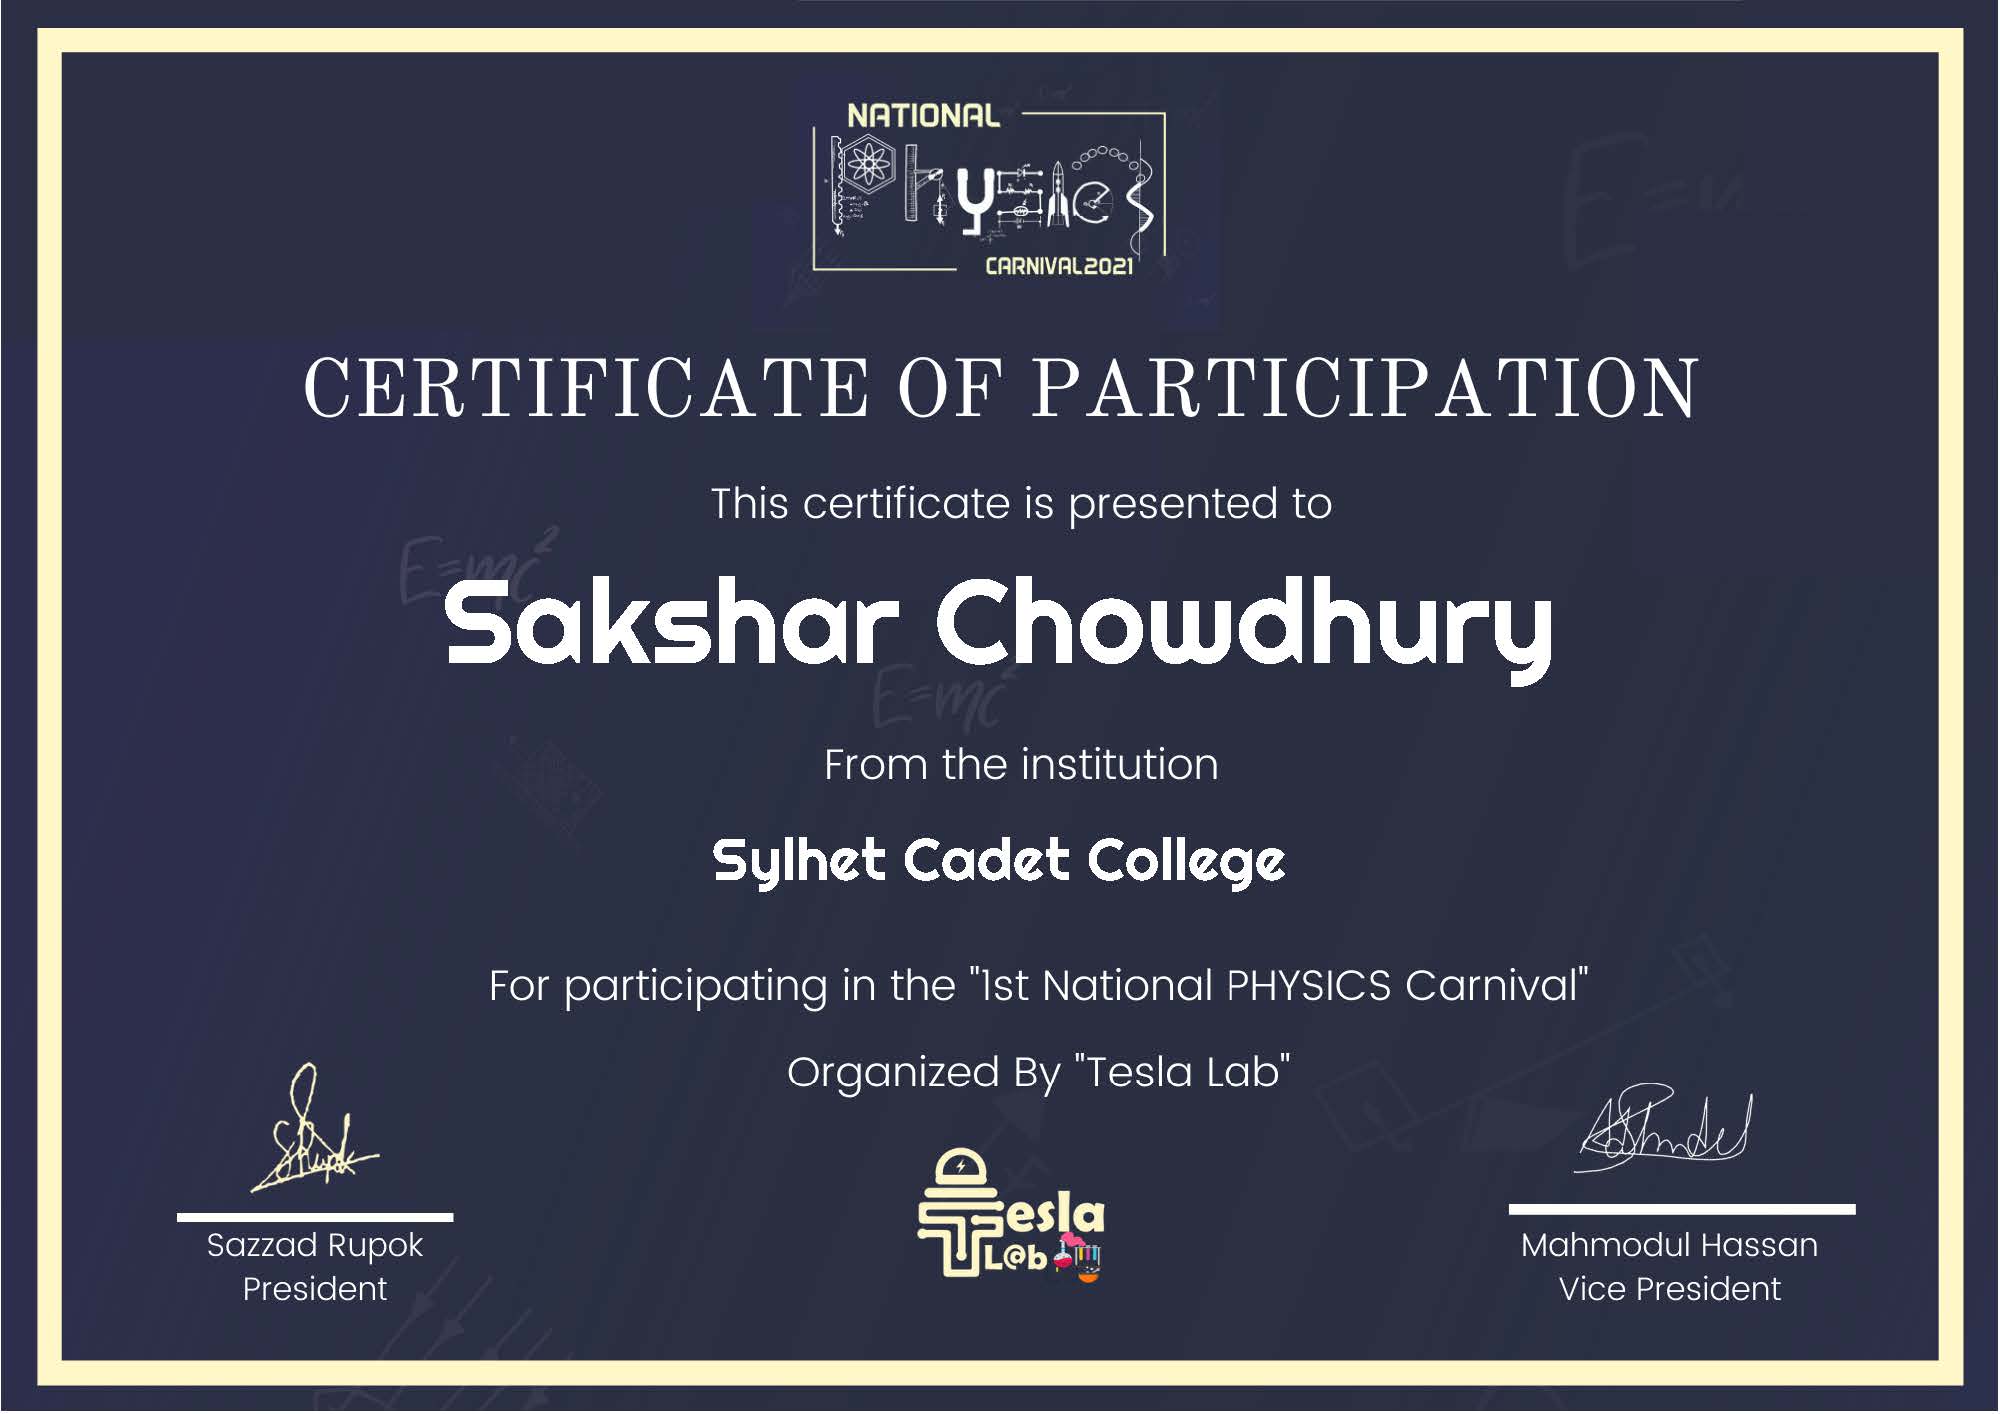 NATIONAL
Physics
CARNIVAL2021
CERTIFICATE OF PARTICIPATION
This certificate is presented to
E=mc²
Sakshar Chowdhury
E=mc²
From the institution
Sylhet Cadet College
For participating in the "1st National PHYSICS Carnival"
Organized By "Tesla Lab"
Tesla
L@b
Sazzad Rupok
President
Mahmodul Hassan
Vice President